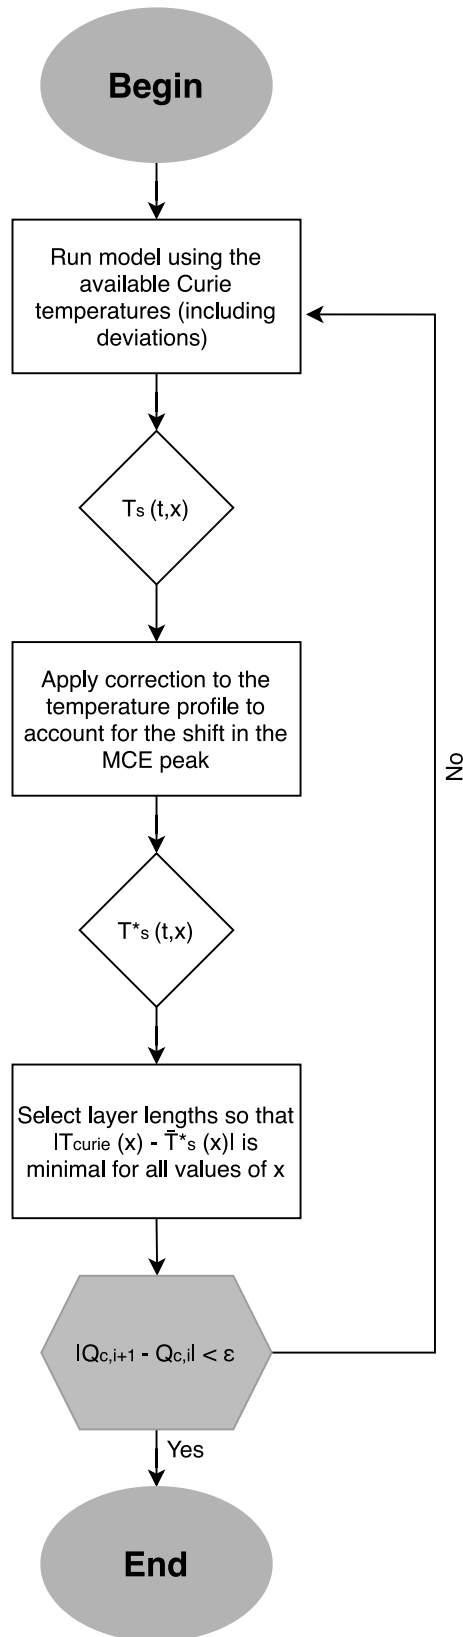 Begin
Run model using the
available Curie
temperatures (including
deviations)
Ts (t,x)
Apply correction to the
temperature profile to
account for the shift in the
MCE peak
T*s (t,x)
Select layer lengths so that
|Tcurie (x) - T̄*s (x)| is
minimal for all values of x
|Qc,i+1 - Qc,i| < ε
No
Yes
End